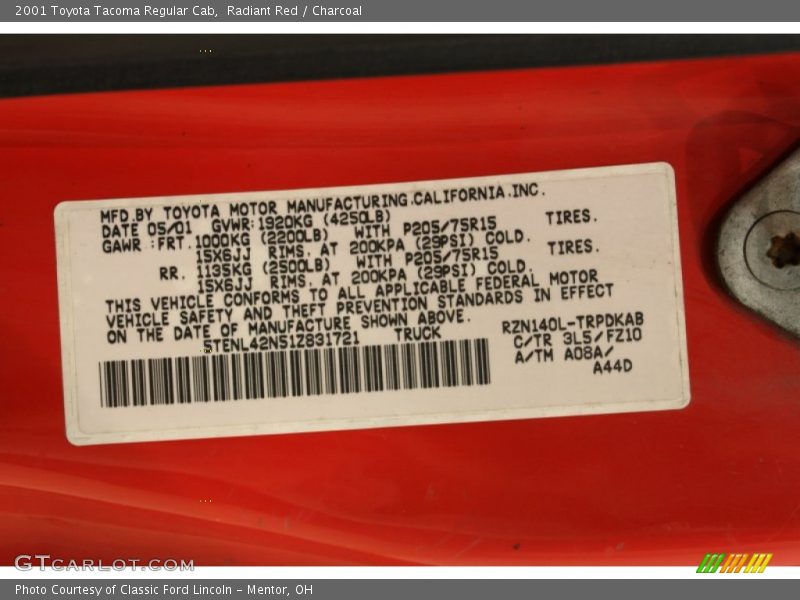 2001 Toyota Tacoma Regular Cab, Radiant Red / Charcoal
MFD.BY TOYOTA MOTOR MANUFACTURING.CALIFORNIA.INC.
DATE 05/01 GVWR:1920KG (4250LB)
GAWR :FRT.1000KG (2200LB) WITH P205/75R15 TIRES.
15X6JJ RIMS. AT 200KPA (29PSI) COLD.
RR. 1135KG (2500LB) WITH P205/75R15 TIRES.
15X6JJ RIMS. AT 200KPA (29PSI) COLD.
THIS VEHICLE CONFORMS TO ALL APPLICABLE FEDERAL MOTOR
VEHICLE SAFETY AND THEFT PREVENTION STANDARDS IN EFFECT
ON THE DATE OF MANUFACTURE SHOWN ABOVE.
5TENL42N51Z831721 TRUCK
RZN140L-TRPDKAB
C/TR 3L5/FZ10
A/TM A08A/
A44D
GTCARLOT.COM
Photo Courtesy of Classic Ford Lincoln - Mentor, OH